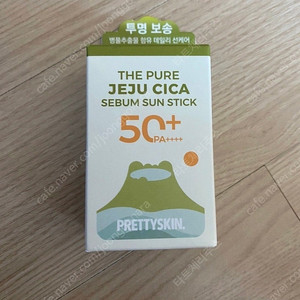 투명 보송
병풀추출물 함유 데일리 선케어
THE PURE
JEJU CICA
SEBUM SUN STICK
50+
PA++++
PRETTYSKIN.